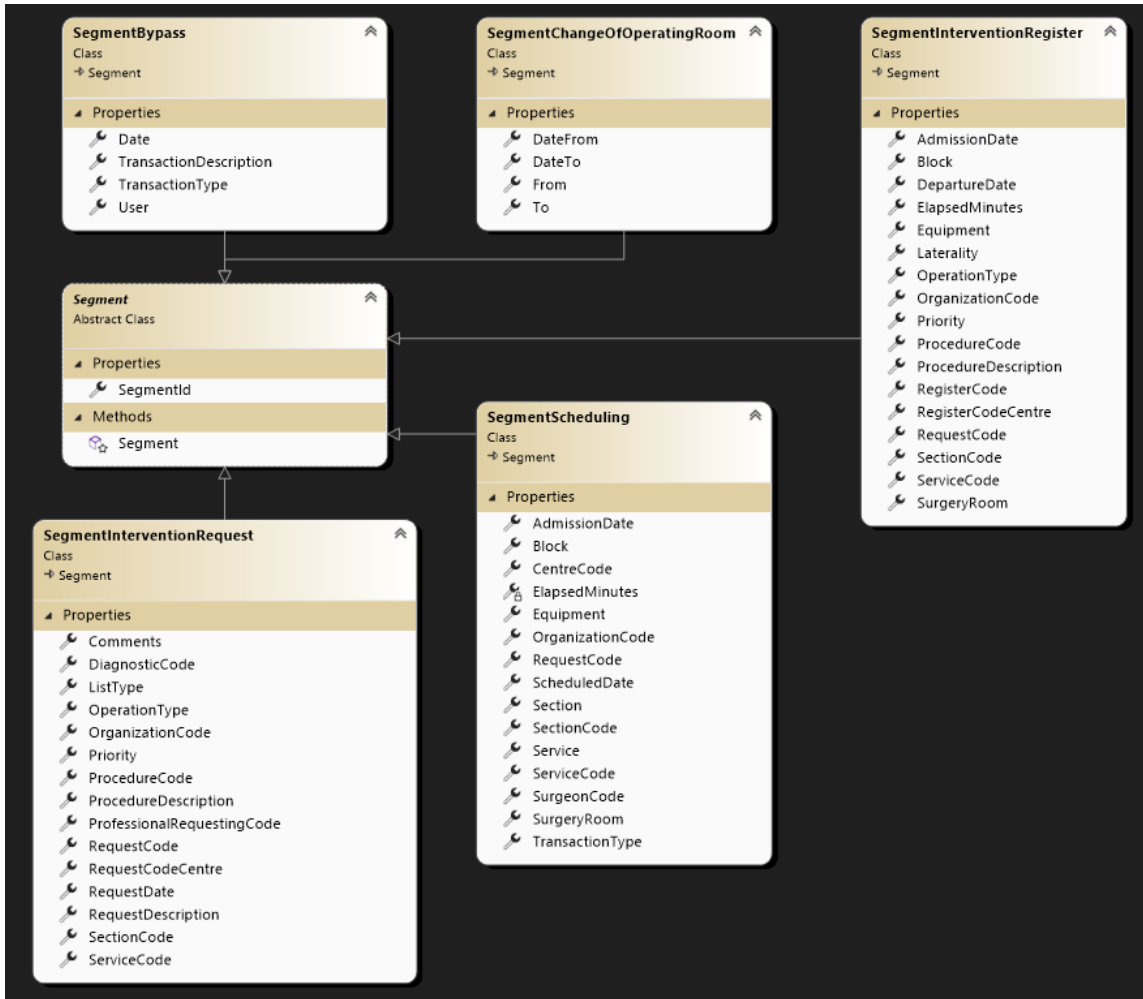 SegmentBypass
Class
Segment
Properties
Date
TransactionDescription
TransactionType
User
SegmentChangeOfOperatingRoom
Class
Segment
Properties
DateFrom
DateTo
From
To
SegmentInterventionRegister
Class
Segment
Properties
AdmissionDate
Block
DepartureDate
ElapsedMinutes
Equipment
Laterality
OperationType
OrganizationCode
Priority
ProcedureCode
ProcedureDescription
RegisterCode
RegisterCodeCentre
RequestCode
SectionCode
ServiceCode
SurgeryRoom
Segment
Abstract Class
Properties
SegmentId
Methods
Segment
SegmentScheduling
Class
Segment
Properties
AdmissionDate
Block
CentreCode
ElapsedMinutes
Equipment
OrganizationCode
RequestCode
ScheduledDate
Section
SectionCode
Service
ServiceCode
SurgeonCode
SurgeryRoom
TransactionType
SegmentInterventionRequest
Class
Segment
Properties
Comments
DiagnosticCode
ListType
OperationType
OrganizationCode
Priority
ProcedureCode
ProcedureDescription
ProfessionalRequestingCode
RequestCode
RequestCodeCentre
RequestDate
RequestDescription
SectionCode
ServiceCode